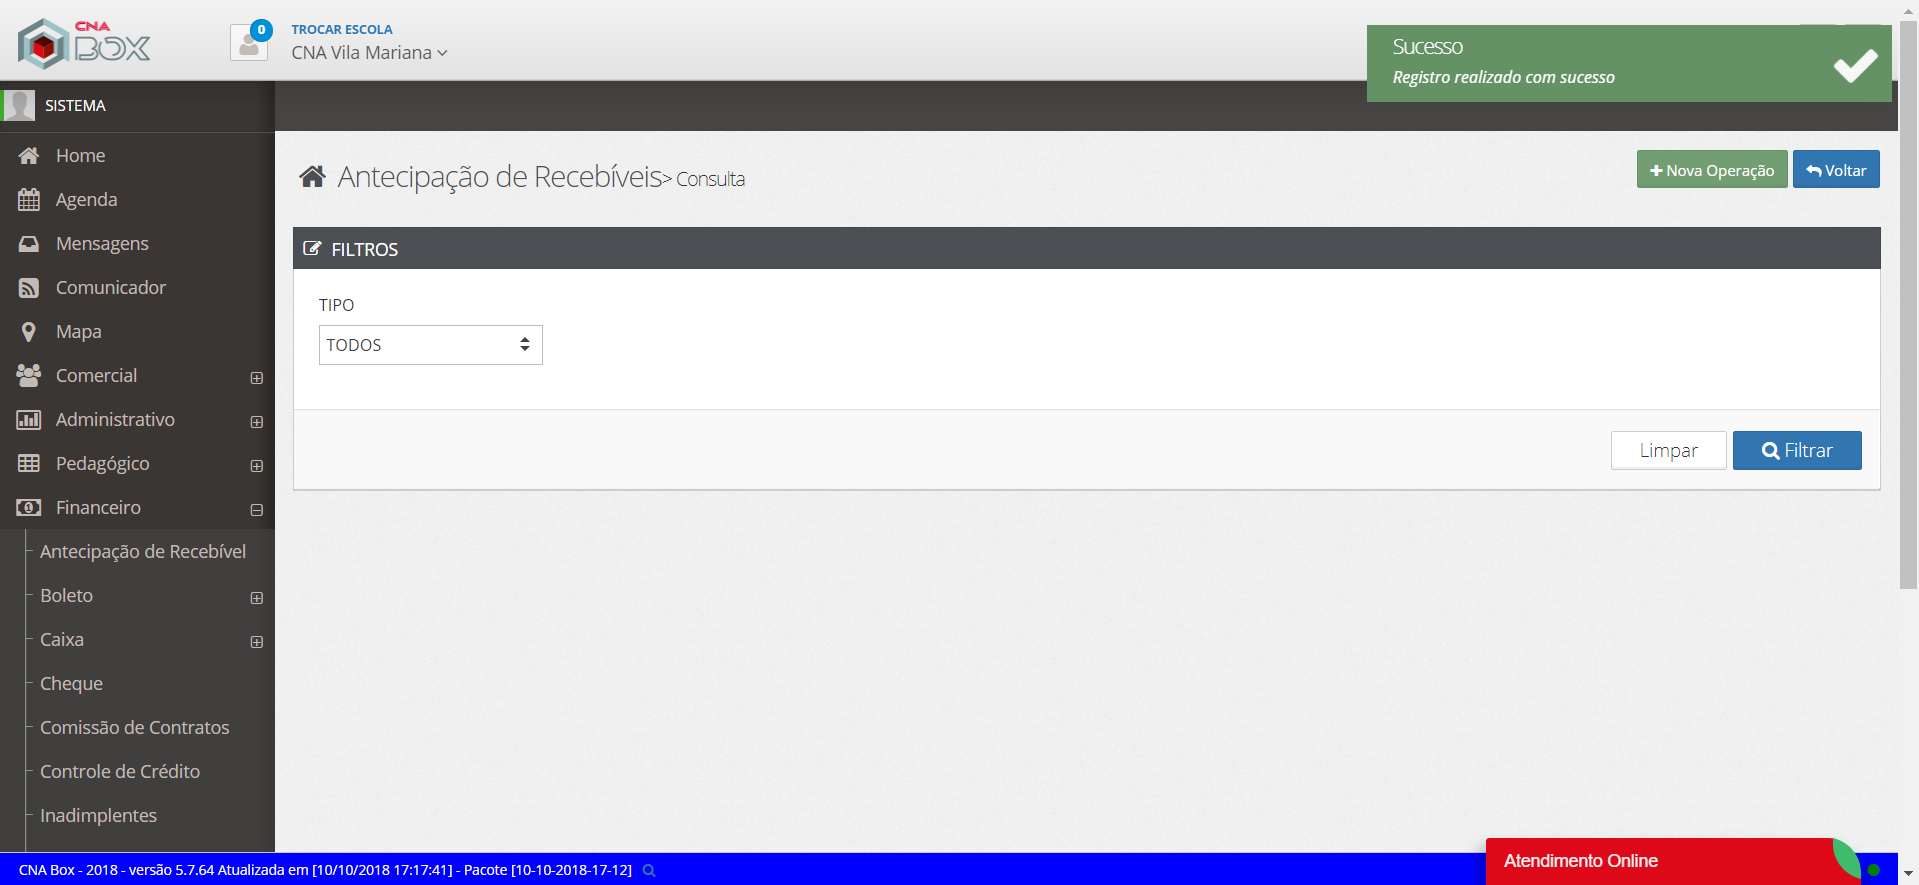 CNA
BOX
0
TROCAR ESCOLA
CNA Vila Mariana
Sucesso
Registro realizado com sucesso
SISTEMA
Home
Agenda
Mensagens
Comunicador
Mapa
Comercial
Administrativo
Pedagógico
Financeiro
Antecipação de Recebível
Boleto
Caixa
Cheque
Comissão de Contratos
Controle de Crédito
Inadimplentes
Antecipação de Recebíveis> Consulta
Nova Operação
Voltar
FILTROS
TIPO
TODOS
Limpar
Filtrar
CNA Box - 2018 - versão 5.7.64 Atualizada em [10/10/2018 17:17:41] - Pacote [10-10-2018-17-12]
Atendimento Online